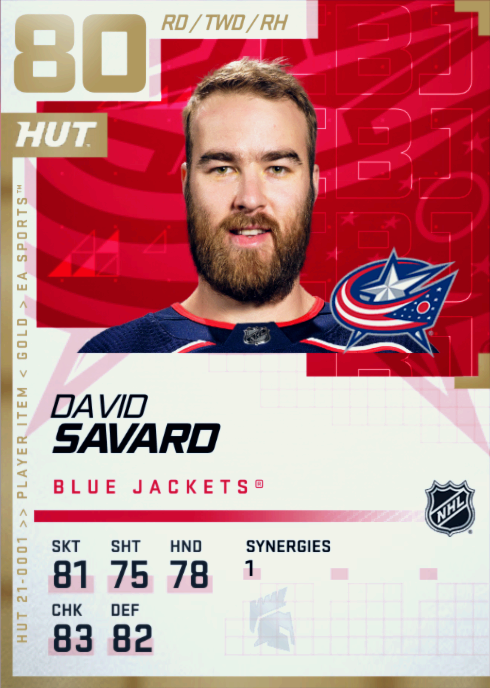 80
RD / TWD / RH
HUT™
HUT 21-0001 >> PLAYER ITEM < GOLD > EA SPORTS™
DAVID
SAVARD
BLUE JACKETS®
NHL
SKT SHT HND SYNERGIES
81 75 78 1
CHK DEF
83 82